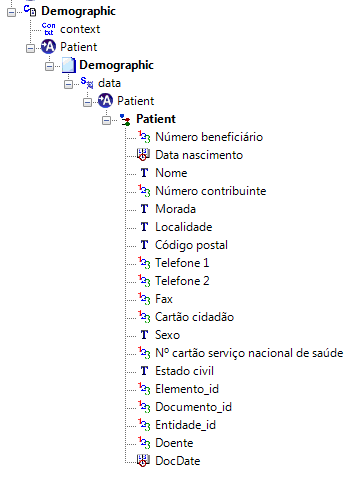 Demographic
context
Patient
Demographic
data
Patient
Patient
Número beneficiário
Data nascimento
Nome
Número contribuinte
Morada
Localidade
Código postal
Telefone 1
Telefone 2
Fax
Cartão cidadão
Sexo
Nº cartão serviço nacional de saúde
Estado civil
Elemento_id
Documento_id
Entidade_id
Doente
DocDate